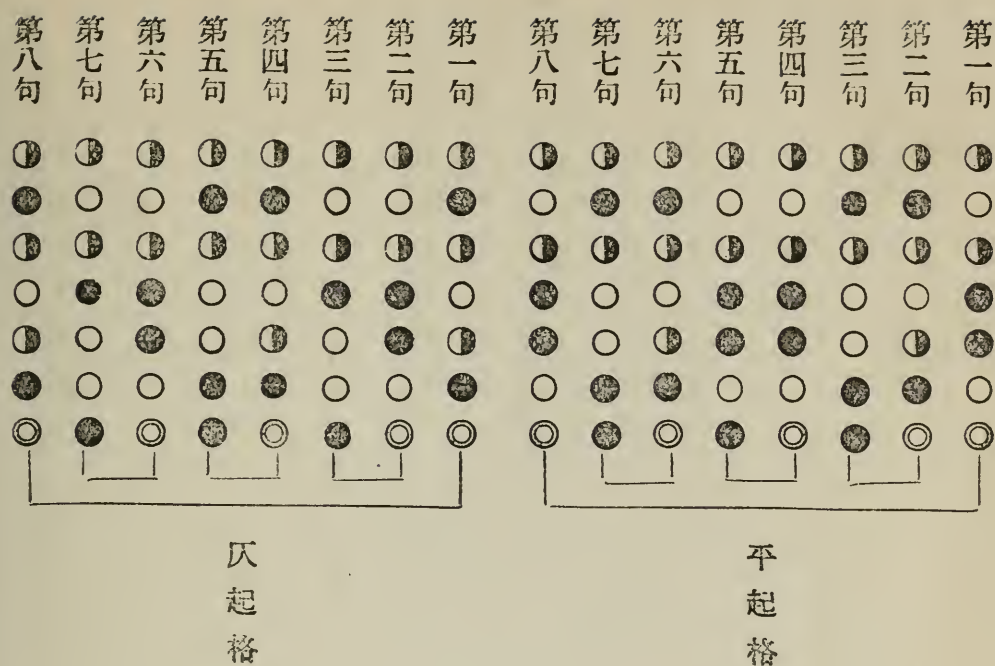 第一句
第二句
第三句
第四句
第五句
第六句
第七句
第八句
平起格
第一句
第二句
第三句
第四句
第五句
第六句
第七句
第八句
仄起格